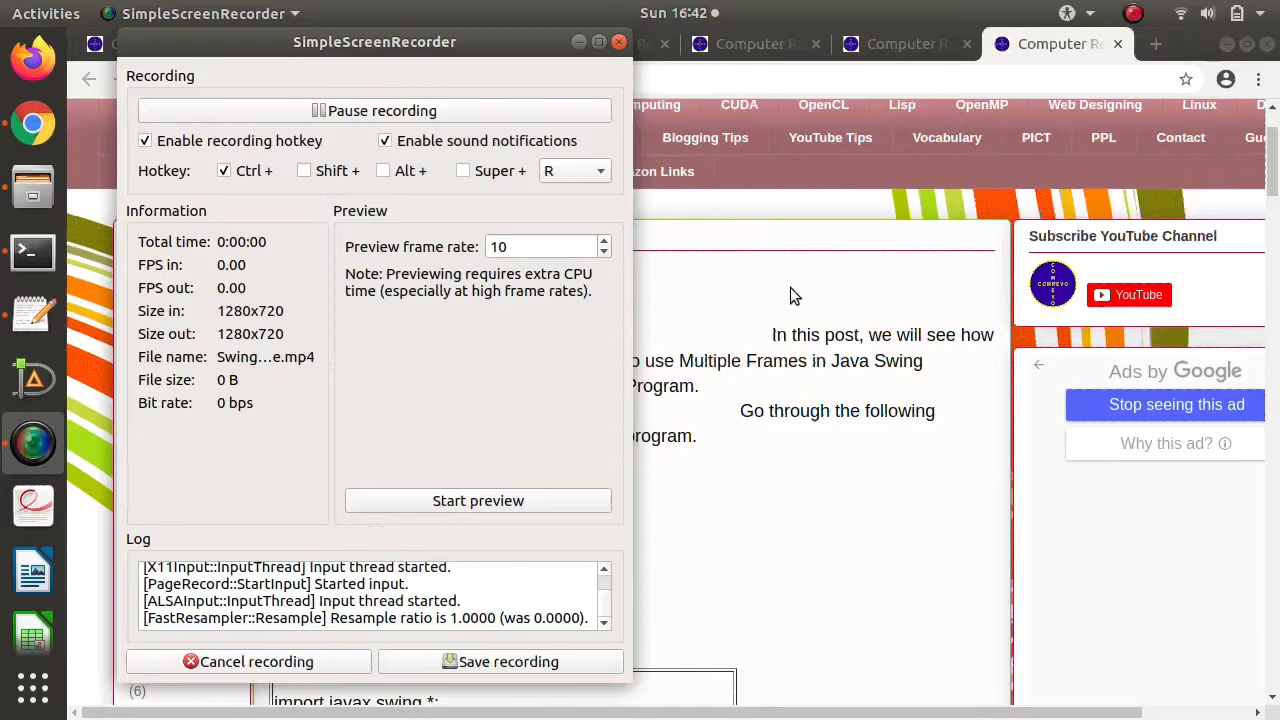 Activities
SimpleScreenRecorder
Sun 16:42
SimpleScreenRecorder
Computer R
Computer R
Computer R
Recording
Pause recording
Enable recording hotkey
Enable sound notifications
Hotkey:
Ctrl +
Shift +
Alt +
Super +
R
Information
Total time: 0:00:00
FPS in: 0.00
FPS out: 0.00
Size in: 1280x720
Size out: 1280x720
File name: Swing...e.mp4
File size: 0 B
Bit rate: 0 bps
Preview
Preview frame rate: 10
Note: Previewing requires extra CPU
time (especially at high frame rates).
Start preview
Log
[X11Input::InputThread] Input thread started.
[PageRecord::StartInput] Started input.
[ALSAInput::InputThread] Input thread started.
[FastResampler::Resample] Resample ratio is 1.0000 (was 0.0000).
Cancel recording
Save recording
mputing
CUDA
OpenCL
Lisp
OpenMP
Web Designing
Linux
Blogging Tips
YouTube Tips
Vocabulary
PICT
PPL
Contact
Gu
zon Links
In this post, we will see how
o use Multiple Frames in Java Swing
Program.
Go through the following
program.
Subscribe YouTube Channel
COMREVO
YouTube
Ads by Google
Stop seeing this ad
Why this ad?
(6)
import javax.swing.*;